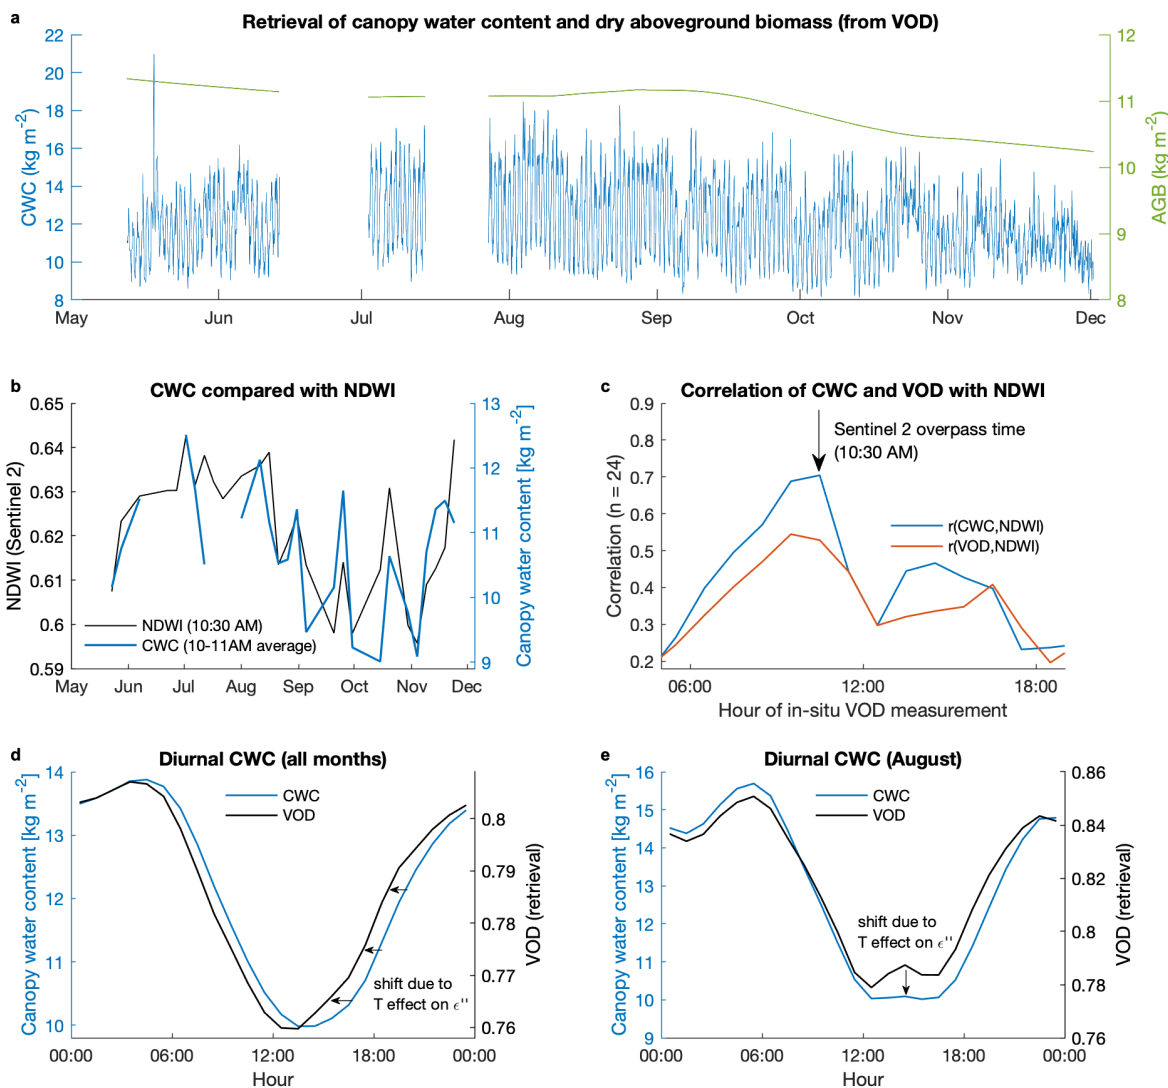 a
Retrieval of canopy water content and dry aboveground biomass (from VOD)
22
20
18
16
14
12
10
8
CWC (kg m-2)
12
11
10
9
8
AGB (kg m-2)
May
Jun
Jul
Aug
Sep
Oct
Nov
Dec
b
CWC compared with NDWI
0.65
0.64
0.63
0.62
0.61
0.6
0.59
NDWI (Sentinel 2)
13
12
11
10
9
Canopy water content [kg m-2]
NDWI (10:30 AM)
CWC (10-11AM average)
May
Jun
Jul
Aug
Sep
Oct
Nov
Dec
c
Correlation of CWC and VOD with NDWI
0.9
0.8
0.7
0.6
0.5
0.4
0.3
0.2
Correlation (n = 24)
Sentinel 2 overpass time
(10:30 AM)
r(CWC,NDWI)
r(VOD,NDWI)
06:00
12:00
18:00
Hour of in-situ VOD measurement
d
Diurnal CWC (all months)
14
13
12
11
10
Canopy water content [kg m-2]
CWC
VOD
0.8
0.79
0.78
0.77
0.76
VOD (retrieval)
shift due to
T effect on ϵ''
00:00
06:00
12:00
18:00
00:00
Hour
e
Diurnal CWC (August)
16
15
14
13
12
11
10
9
Canopy water content [kg m-2]
CWC
VOD
0.86
0.84
0.82
0.8
0.78
0.76
VOD (retrieval)
shift due to
T effect on ϵ''
00:00
06:00
12:00
18:00
00:00
Hour